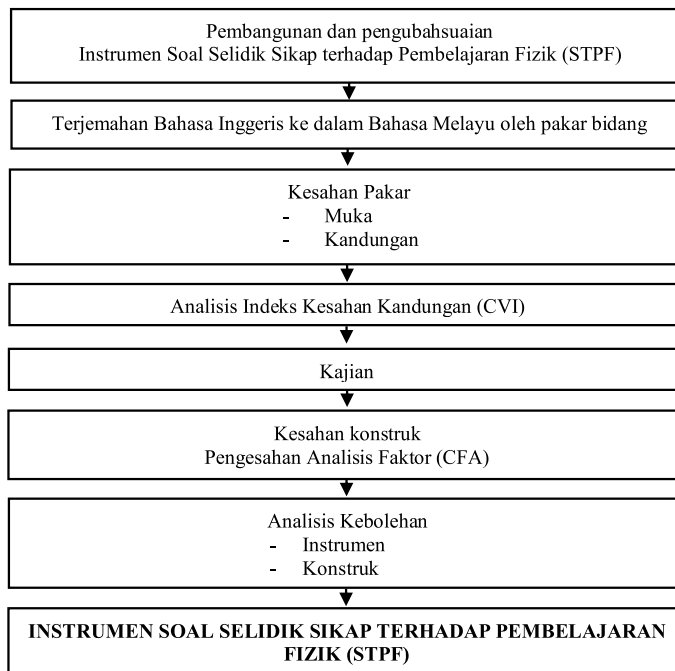 Pembangunan dan pengubahsuaian
Instrumen Soal Selidik Sikap terhadap Pembelajaran Fizik (STPF)
Terjemahan Bahasa Inggeris ke dalam Bahasa Melayu oleh pakar bidang
Kesahan Pakar
- Muka
- Kandungan
Analisis Indeks Kesahan Kandungan (CVI)
Kajian
Kesahan konstruk
Pengesahan Analisis Faktor (CFA)
Analisis Kebolehan
- Instrumen
- Konstruk
INSTRUMEN SOAL SELIDIK SIKAP TERHADAP PEMBELAJARAN
FIZIK (STPF)